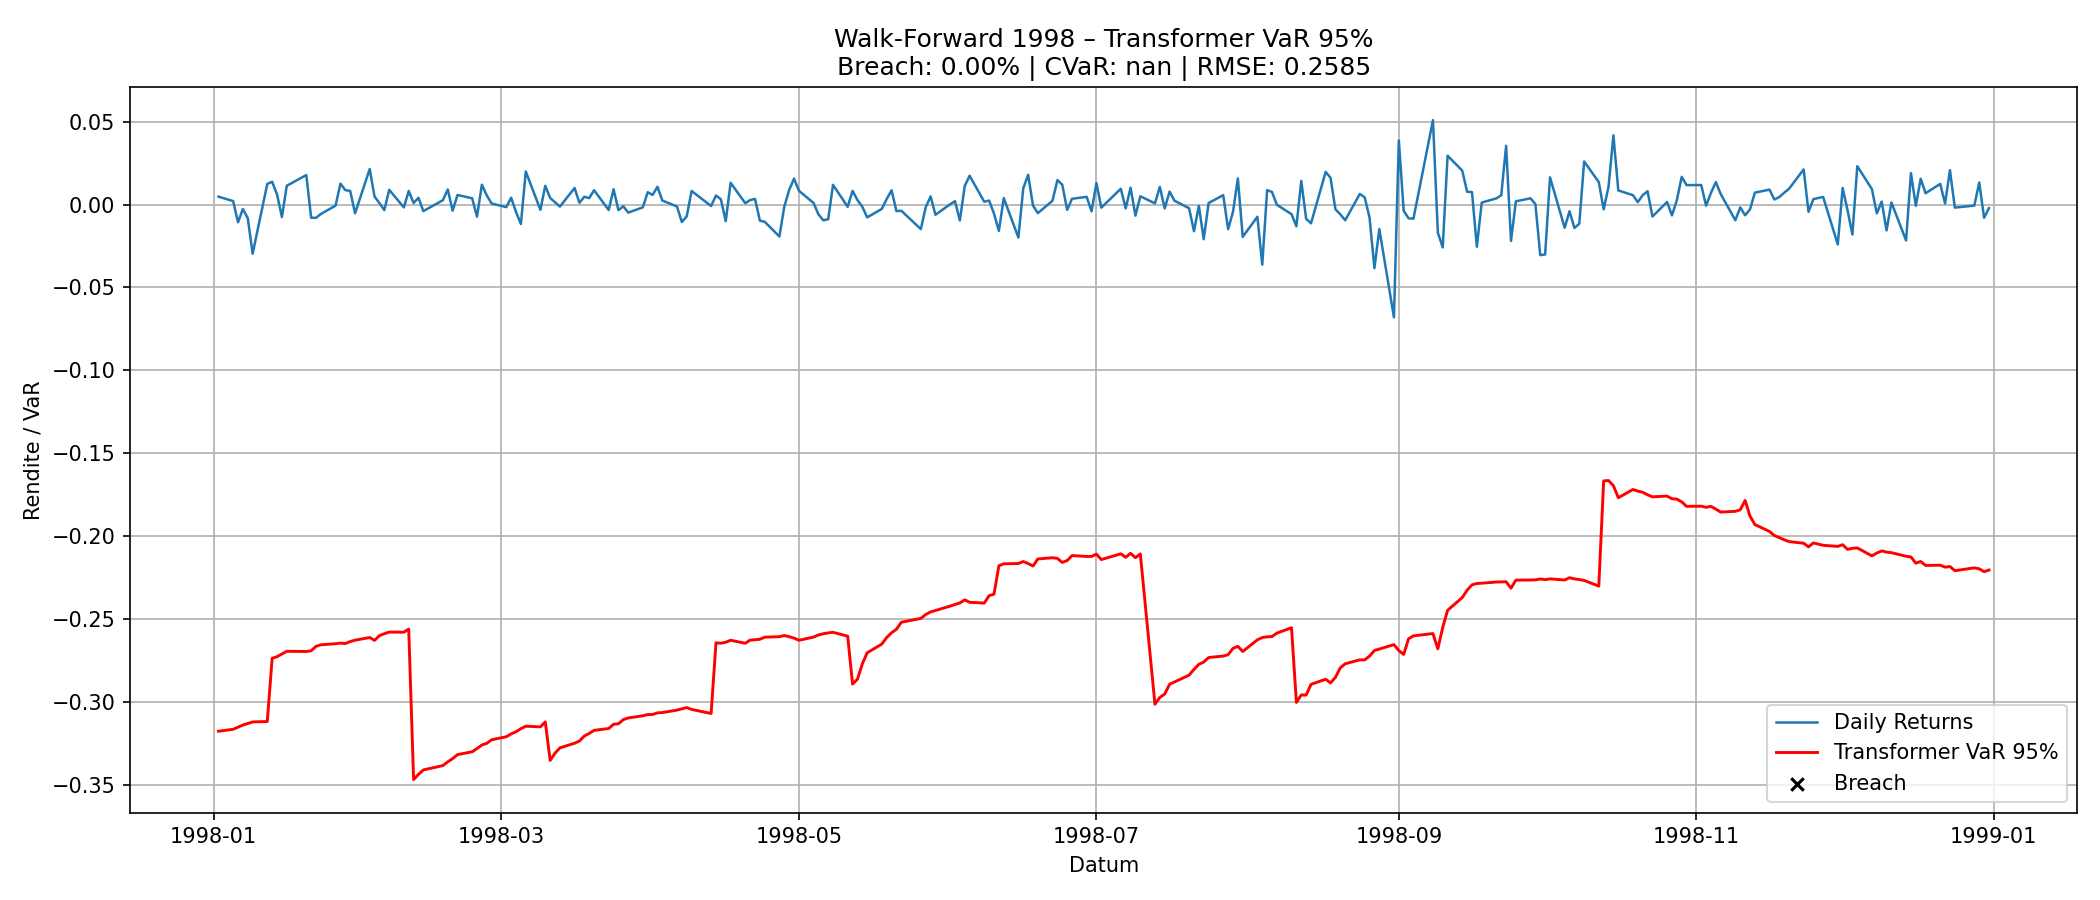 Walk-Forward 1998 – Transformer VaR 95%
Breach: 0.00% | CVaR: nan | RMSE: 0.2585
Rendite / VaR
0.05
0.00
−0.05
−0.10
−0.15
−0.20
−0.25
−0.30
−0.35
Daily Returns
Transformer VaR 95%
Breach
1998-01
1998-03
1998-05
1998-07
1998-09
1998-11
1999-01
Datum